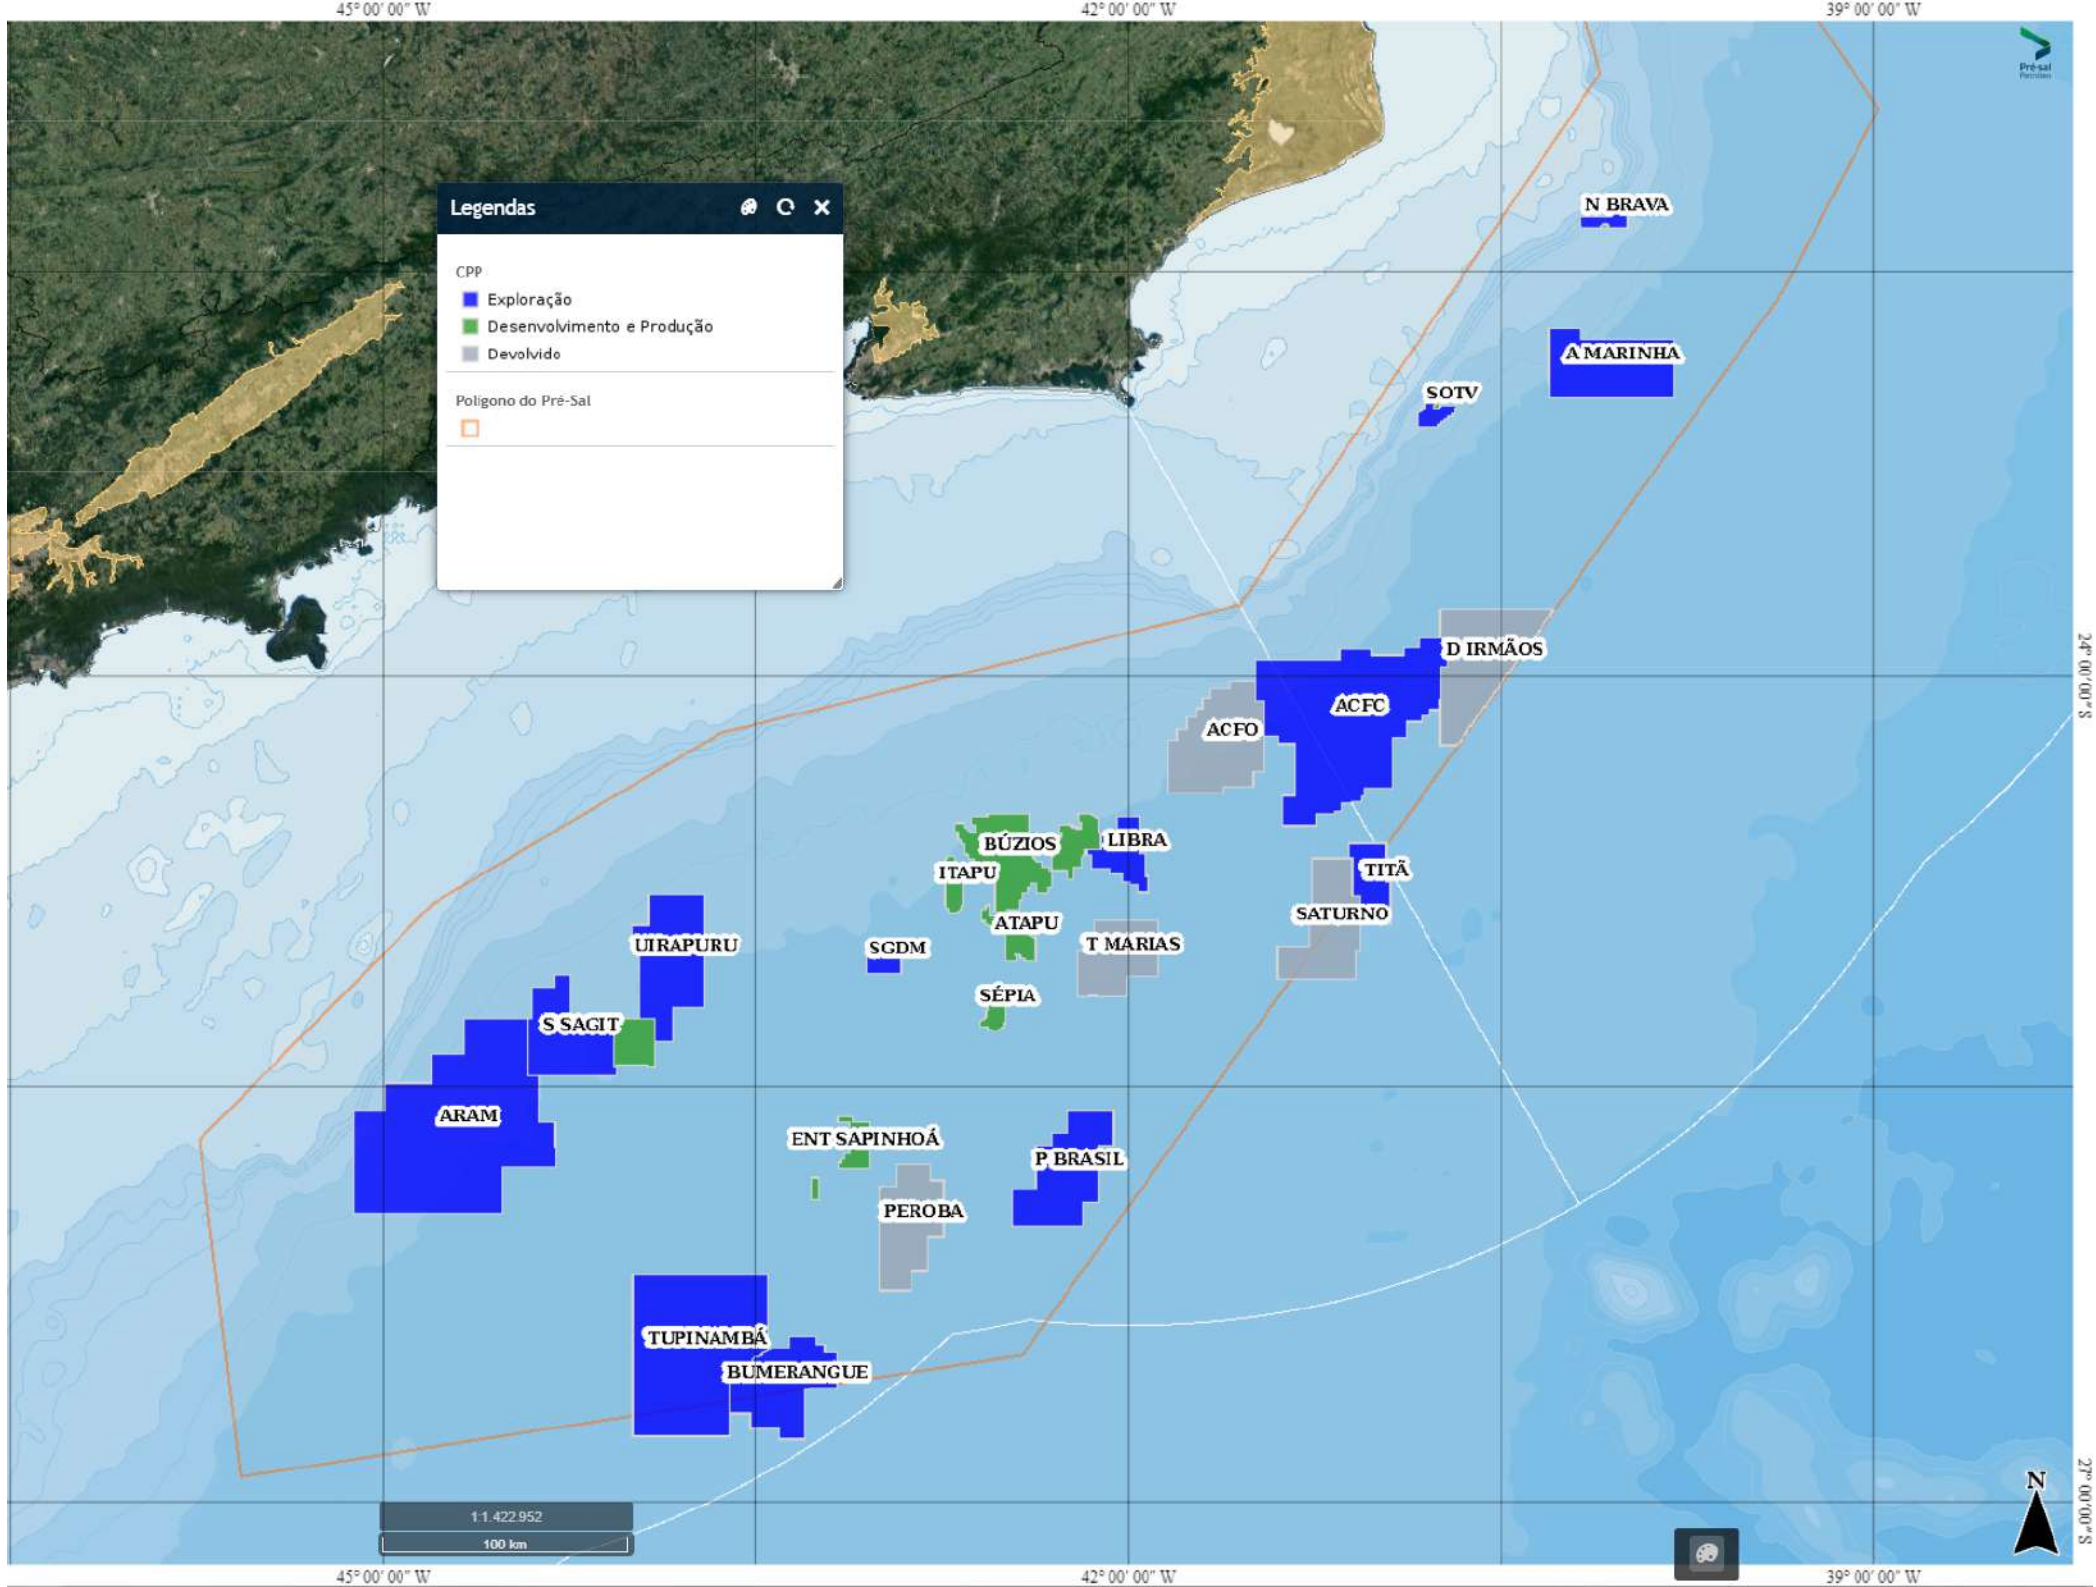 45° 00' 00" W
42° 00' 00" W
39° 00' 00" W
Pré-sal
Petróleo
N BRAVA
Legendas
CPP
Exploração
Desenvolvimento e Produção
Devolvido
Polígono do Pré-Sal
A MARINHA
SOTV
D IRMÃOS
24° 00' 00" S
ACFC
ACFO
BÚZIOS
LIBRA
ITAPU
TITÃ
SATURNO
ATAPU
UIRAPURU
SGDM
T MARIAS
SÉPIA
S SAGIT
ARAM
ENT SAPINHOÁ
P BRASIL
PEROBA
TUPINAMBÁ
BUMERANGUE
N
27° 00' 00" S
1:1.422.952
100 km
45° 00' 00" W
42° 00' 00" W
39° 00' 00" W